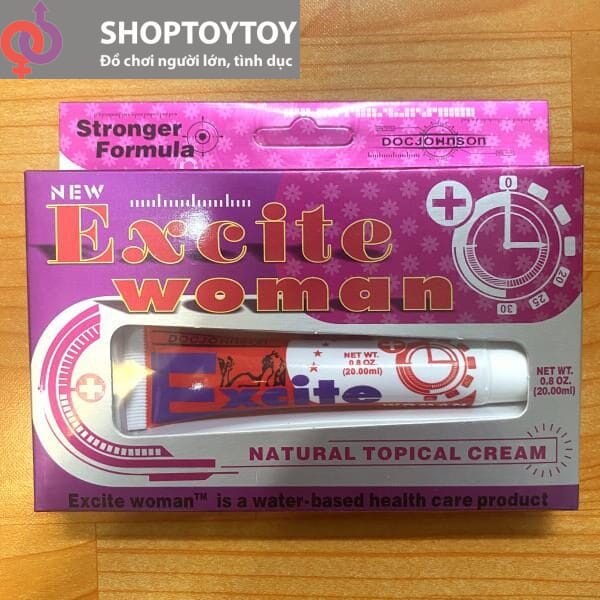 SHOPTOYTOY
Đồ chơi người lớn, tình dục
Stronger
Formula
DOCJOHNSON
NEW
Excite
woman
0
20
25
30
DOCJOHNSON
Excite
WOMAN
NET WT.
0.8 OZ.
(20.00ml)
NET WT.
0.8 OZ.
(20.00ml)
NATURAL TOPICAL CREAM
Excite woman™ is a water-based health care product